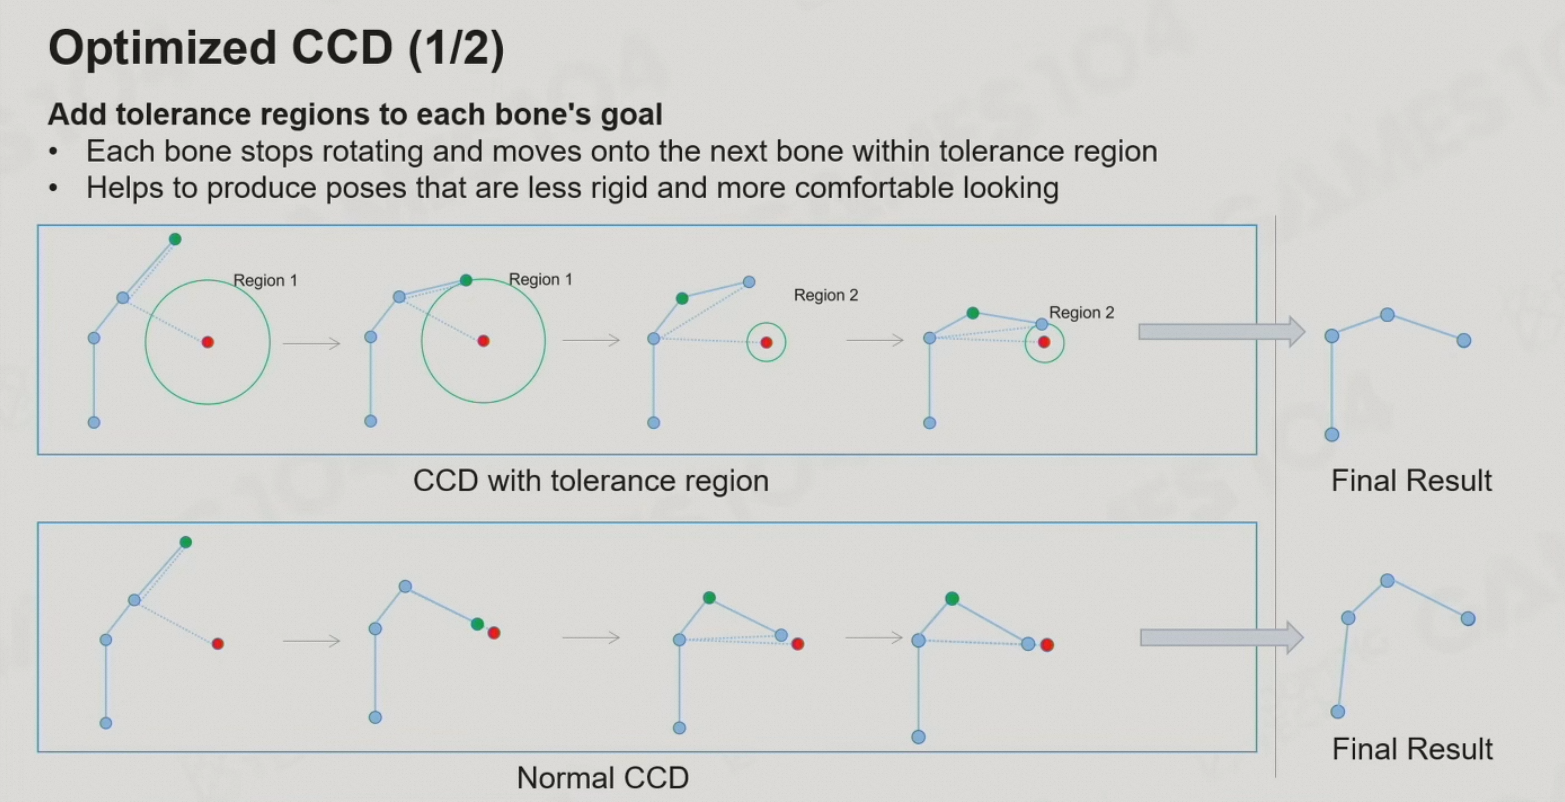 Optimized CCD (1/2)
Add tolerance regions to each bone's goal
• Each bone stops rotating and moves onto the next bone within tolerance region
• Helps to produce poses that are less rigid and more comfortable looking
Region 1
Region 1
Region 2
Region 2
CCD with tolerance region
Final Result
Normal CCD
Final Result
GAMES104